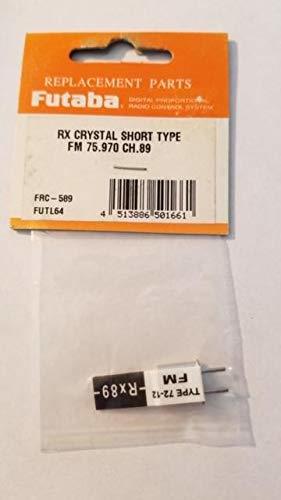 REPLACEMENT PARTS
Futaba
DIGITAL PROPORTIONAL
RADIO CONTROL SYSTEM
RX CRYSTAL SHORT TYPE
FM 75.970 CH.89
FRC-589
FUTL64
4 513886 501661
-Rx89-
TYPE 72-12
FM